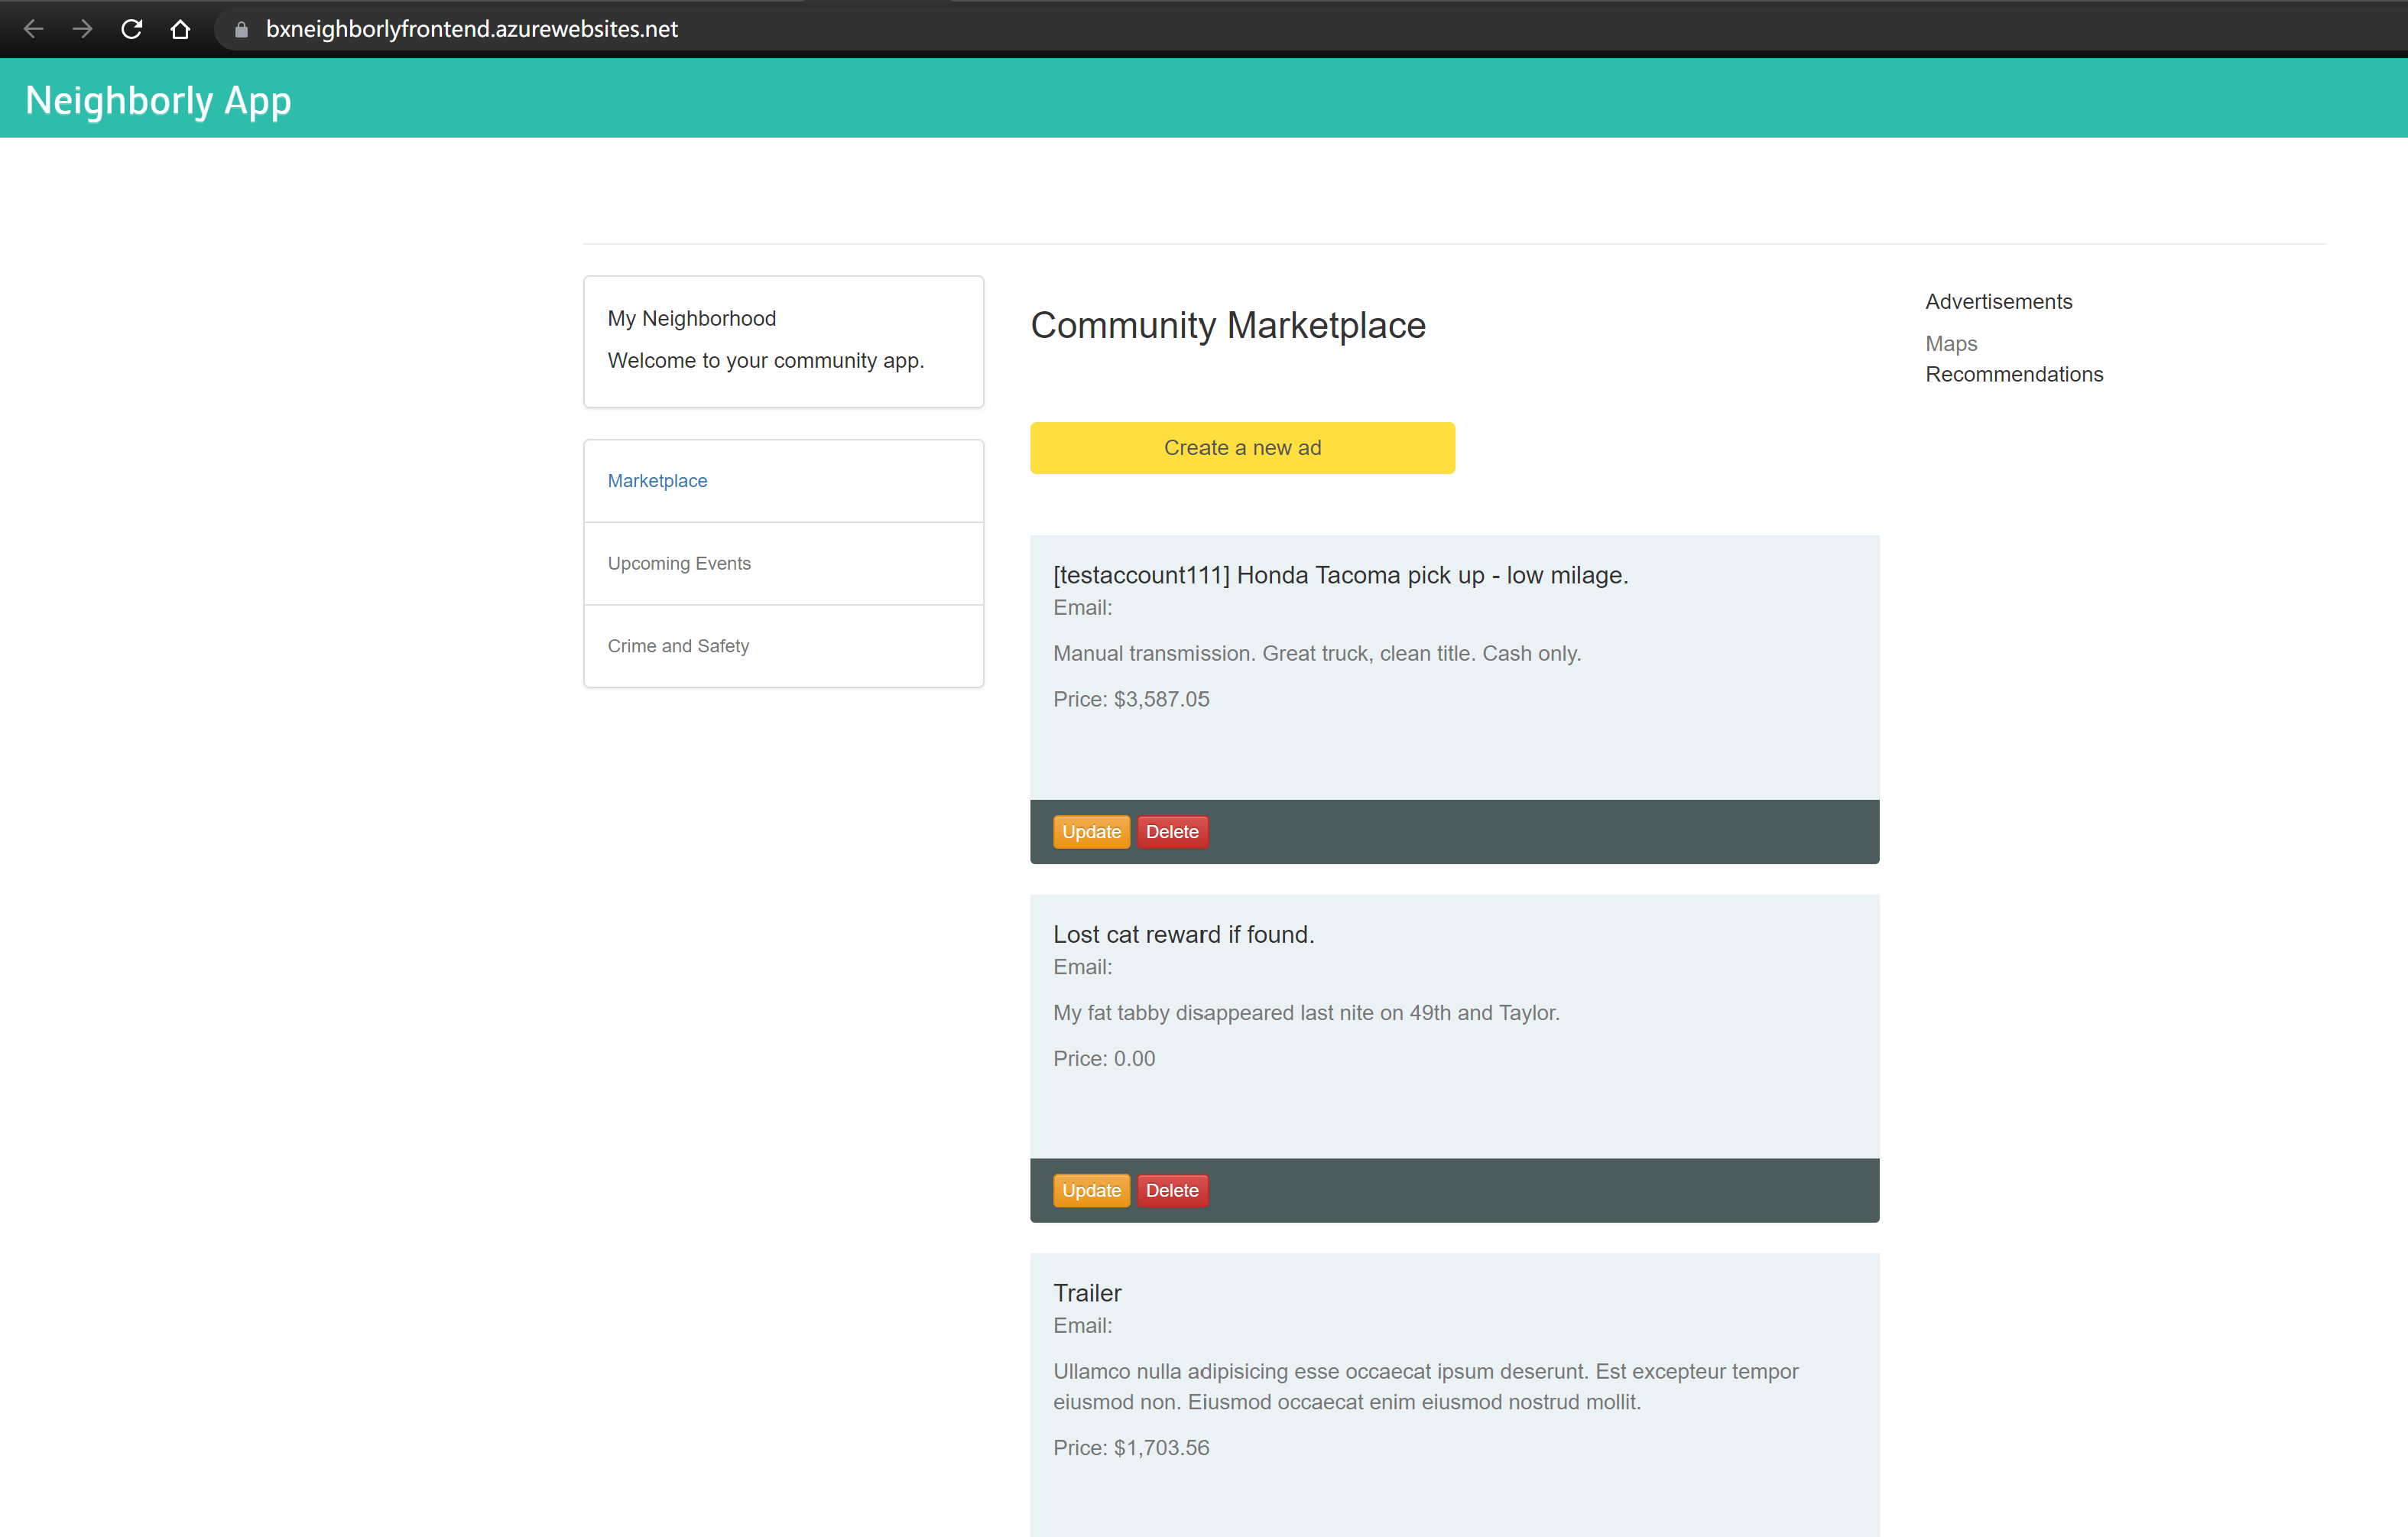 bxneighborlyfrontend.azurewebsites.net
Neighborly App
My Neighborhood
Welcome to your community app.
Marketplace
Upcoming Events
Crime and Safety
Community Marketplace
Create a new ad
[testaccount111] Honda Tacoma pick up - low milage.
Email:
Manual transmission. Great truck, clean title. Cash only.
Price: $3,587.05
Update Delete
Lost cat reward if found.
Email:
My fat tabby disappeared last nite on 49th and Taylor.
Price: 0.00
Update Delete
Trailer
Email:
Ullamco nulla adipisicing esse occaecat ipsum deserunt. Est excepteur tempor
eiusmod non. Eiusmod occaecat enim eiusmod nostrud mollit.
Price: $1,703.56
Advertisements
Maps
Recommendations